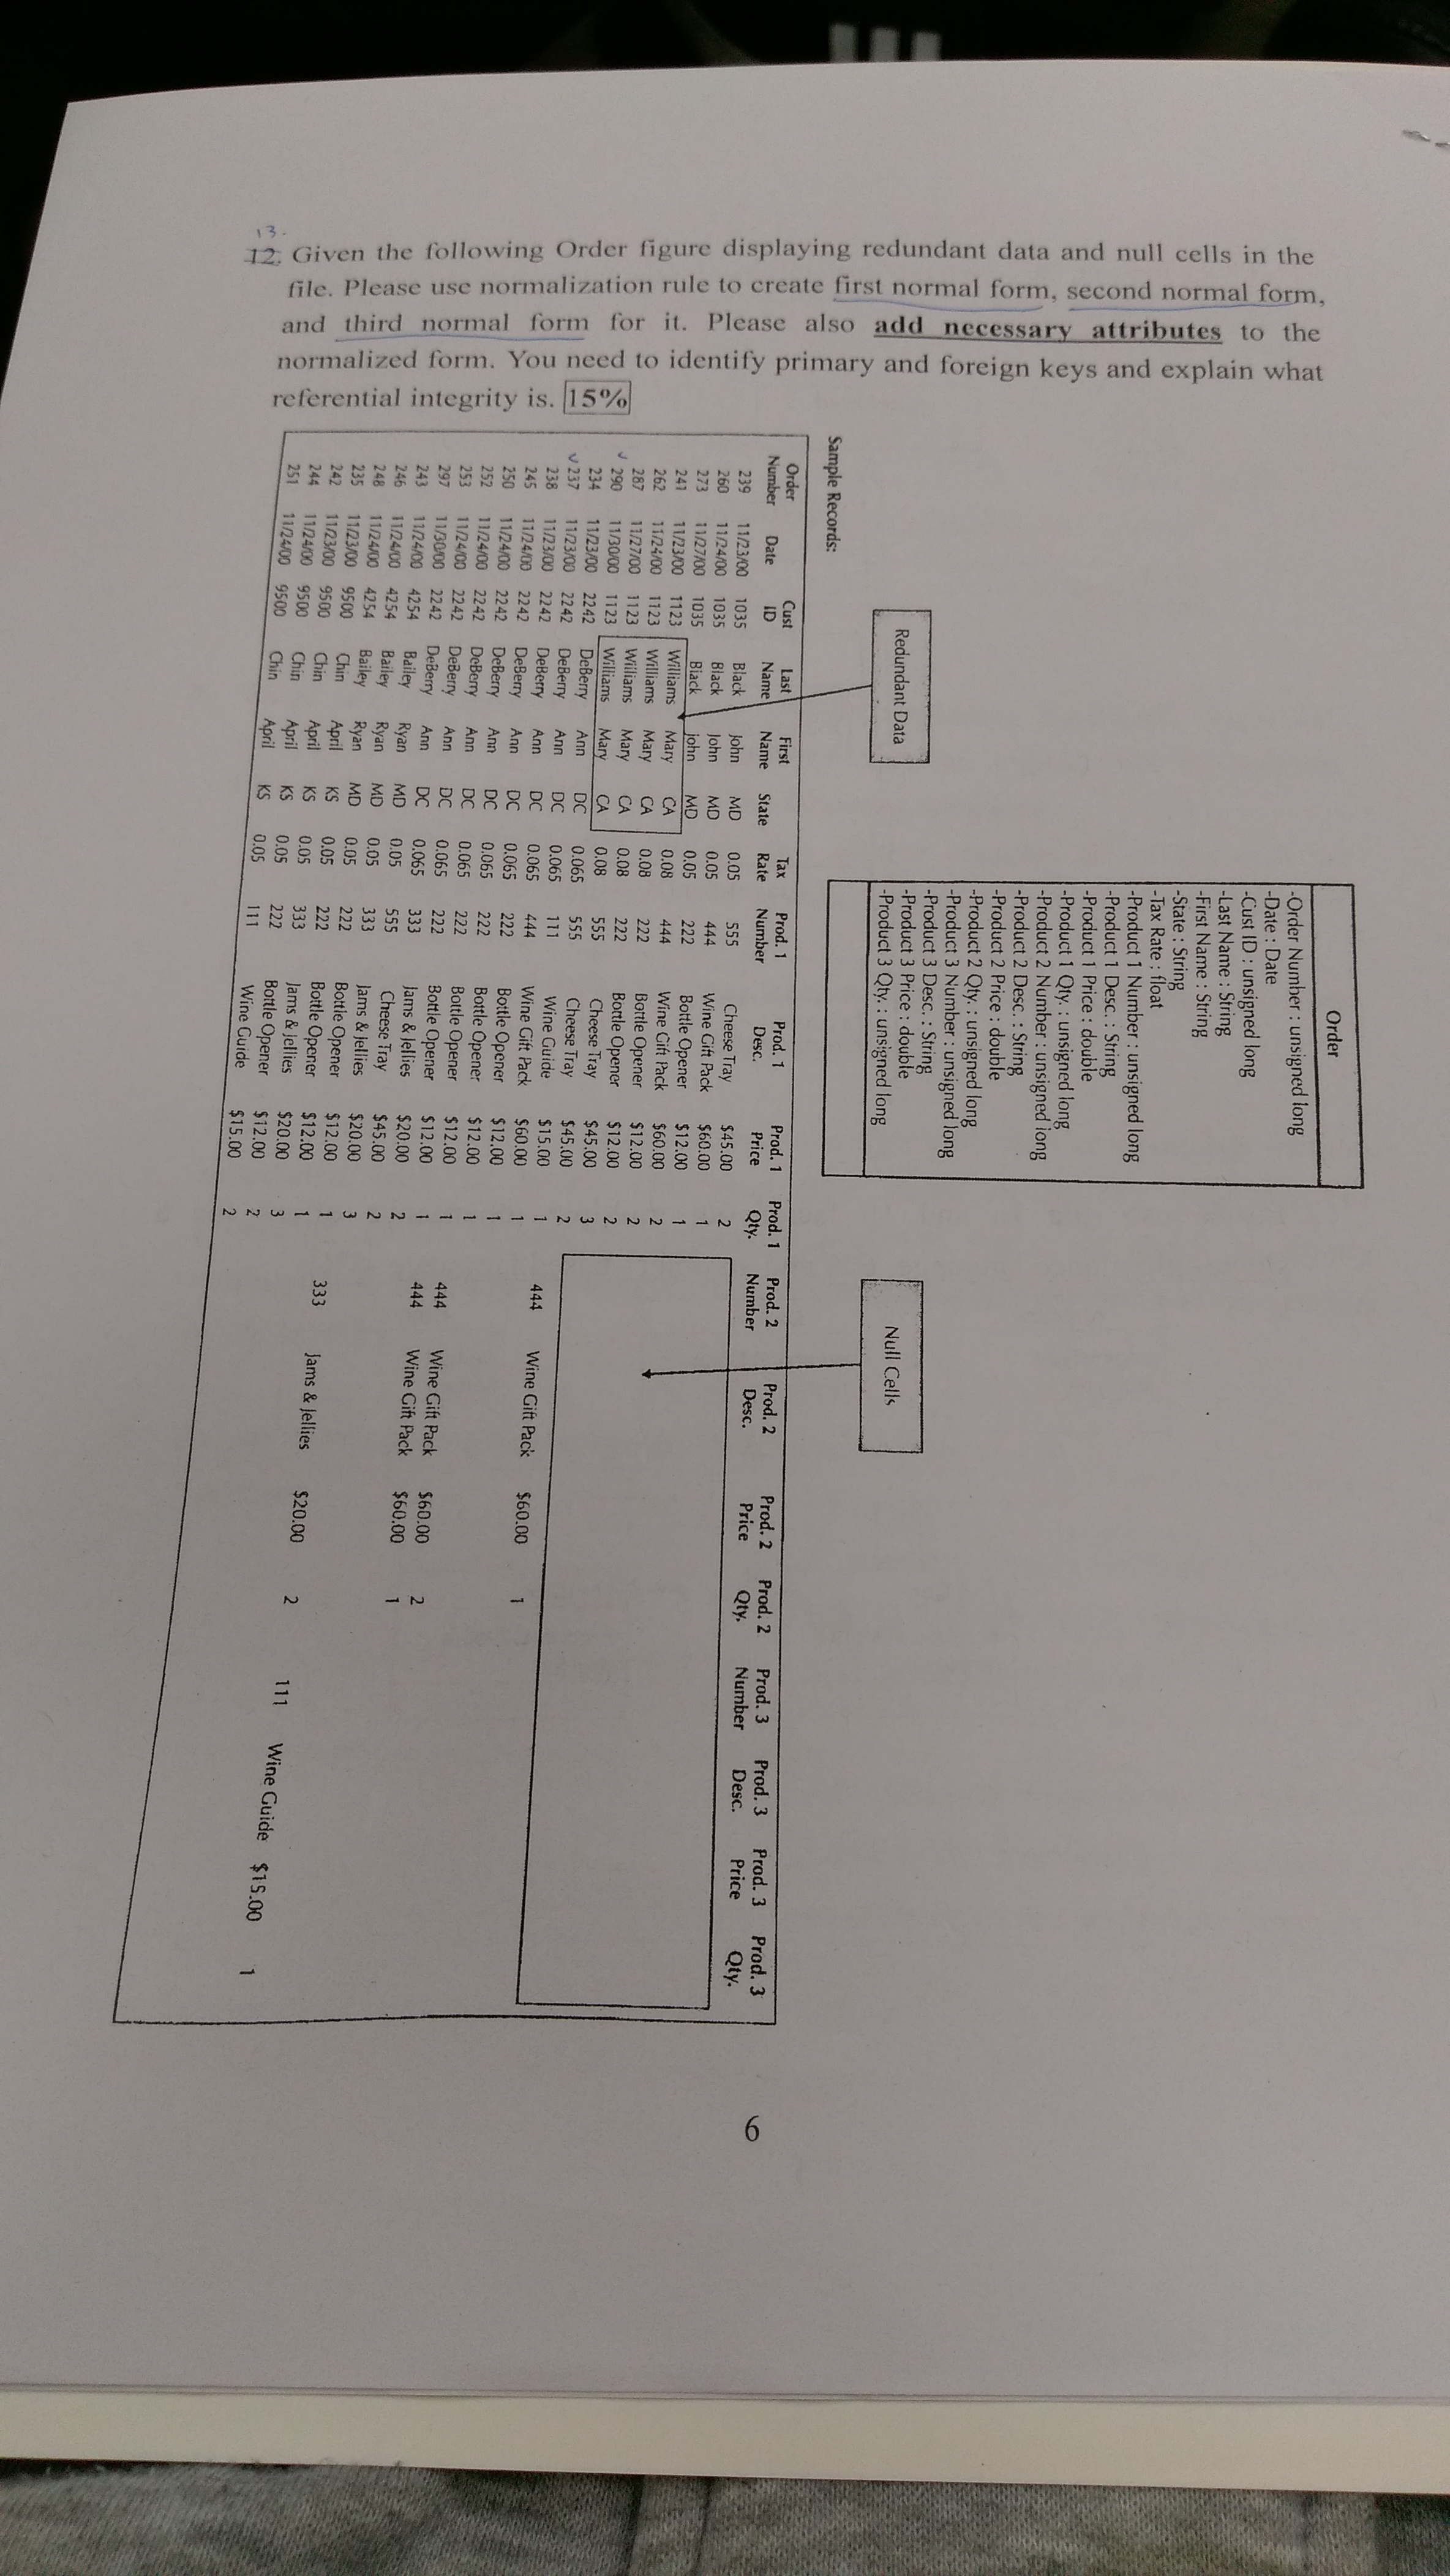 13.
12. Given the following Order figure displaying redundant data and null cells in the
file. Please use normalization rule to create first normal form, second normal form,
and third normal form for it. Please also add necessary attributes to the
normalized form. You need to identify primary and foreign keys and explain what
referential integrity is. 15%
Order
-Order Number : unsigned long
-Date : Date
-Cust ID : unsigned long
-Last Name : String
-First Name : String
-State : String
-Tax Rate : float
-Product 1 Number : unsigned long
-Product 1 Desc. : String
-Product 1 Price : double
-Product 1 Qty. : unsigned long
-Product 2 Number : unsigned long
-Product 2 Desc. : String
-Product 2 Price : double
-Product 2 Qty. : unsigned long
-Product 3 Number : unsigned long
-Product 3 Desc. : String
-Product 3 Price : double
-Product 3 Qty. : unsigned long
Redundant Data
Null Cells
Sample Records:
Order Cust Last First Tax Prod. 1 Prod. 1 Prod. 1 Prod. 1 Prod. 2 Prod. 2 Prod. 2 Prod. 2 Prod. 3 Prod. 3 Prod. 3 Prod. 3
Number Date ID Name Name State Rate Number Desc. Price Qty. Number Desc. Price Qty. Number Desc. Price Qty.
239 11/23/00 1035 Black John MD 0.05 555 Cheese Tray $45.00 2
260 11/24/00 1035 Black John MD 0.05 444 Wine Gift Pack $60.00 1
273 11/27/00 1035 Black John MD 0.05 222 Bottle Opener $12.00 1
241 11/23/00 1123 Williams Mary CA 0.08 444 Wine Gift Pack $60.00 2
262 11/24/00 1123 Williams Mary CA 0.08 222 Bottle Opener $12.00 2
287 11/27/00 1123 Williams Mary CA 0.08 222 Bottle Opener $12.00 2
290 11/30/00 1123 Williams Mary CA 0.08 555 Cheese Tray $45.00 3
234 11/23/00 2242 DeBerry Ann DC 0.065 555 Cheese Tray $45.00 2
237 11/23/00 2242 DeBerry Ann DC 0.065 111 Wine Guide $15.00 1 444 Wine Gift Pack $60.00 1
238 11/23/00 2242 DeBerry Ann DC 0.065 444 Wine Gift Pack $60.00 1
245 11/24/00 2242 DeBerry Ann DC 0.065 222 Bottle Opener $12.00 1
250 11/24/00 2242 DeBerry Ann DC 0.065 222 Bottle Opener $12.00 1
252 11/24/00 2242 DeBerry Ann DC 0.065 222 Bottle Opener $12.00 1 444 Wine Gift Pack $60.00 2
253 11/24/00 2242 DeBerry Ann DC 0.065 222 Bottle Opener $12.00 1 444 Wine Gift Pack $60.00 1
297 11/30/00 2242 DeBerry Ann DC 0.065 333 Jams & Jellies $20.00 2
243 11/24/00 4254 Bailey Ryan MD 0.05 555 Cheese Tray $45.00 2
246 11/24/00 4254 Bailey Ryan MD 0.05 333 Jams & Jellies $20.00 3
248 11/24/00 4254 Bailey Ryan MD 0.05 222 Bottle Opener $12.00 1 333 Jams & Jellies $20.00 2 111 Wine Guide $15.00 1
235 11/23/00 9500 Chin April KS 0.05 222 Bottle Opener $12.00 1
242 11/23/00 9500 Chin April KS 0.05 333 Jams & Jellies $20.00 3
244 11/24/00 9500 Chin April KS 0.05 222 Bottle Opener $12.00 2
251 11/24/00 9500 Chin April KS 0.05 111 Wine Guide $15.00 2
6